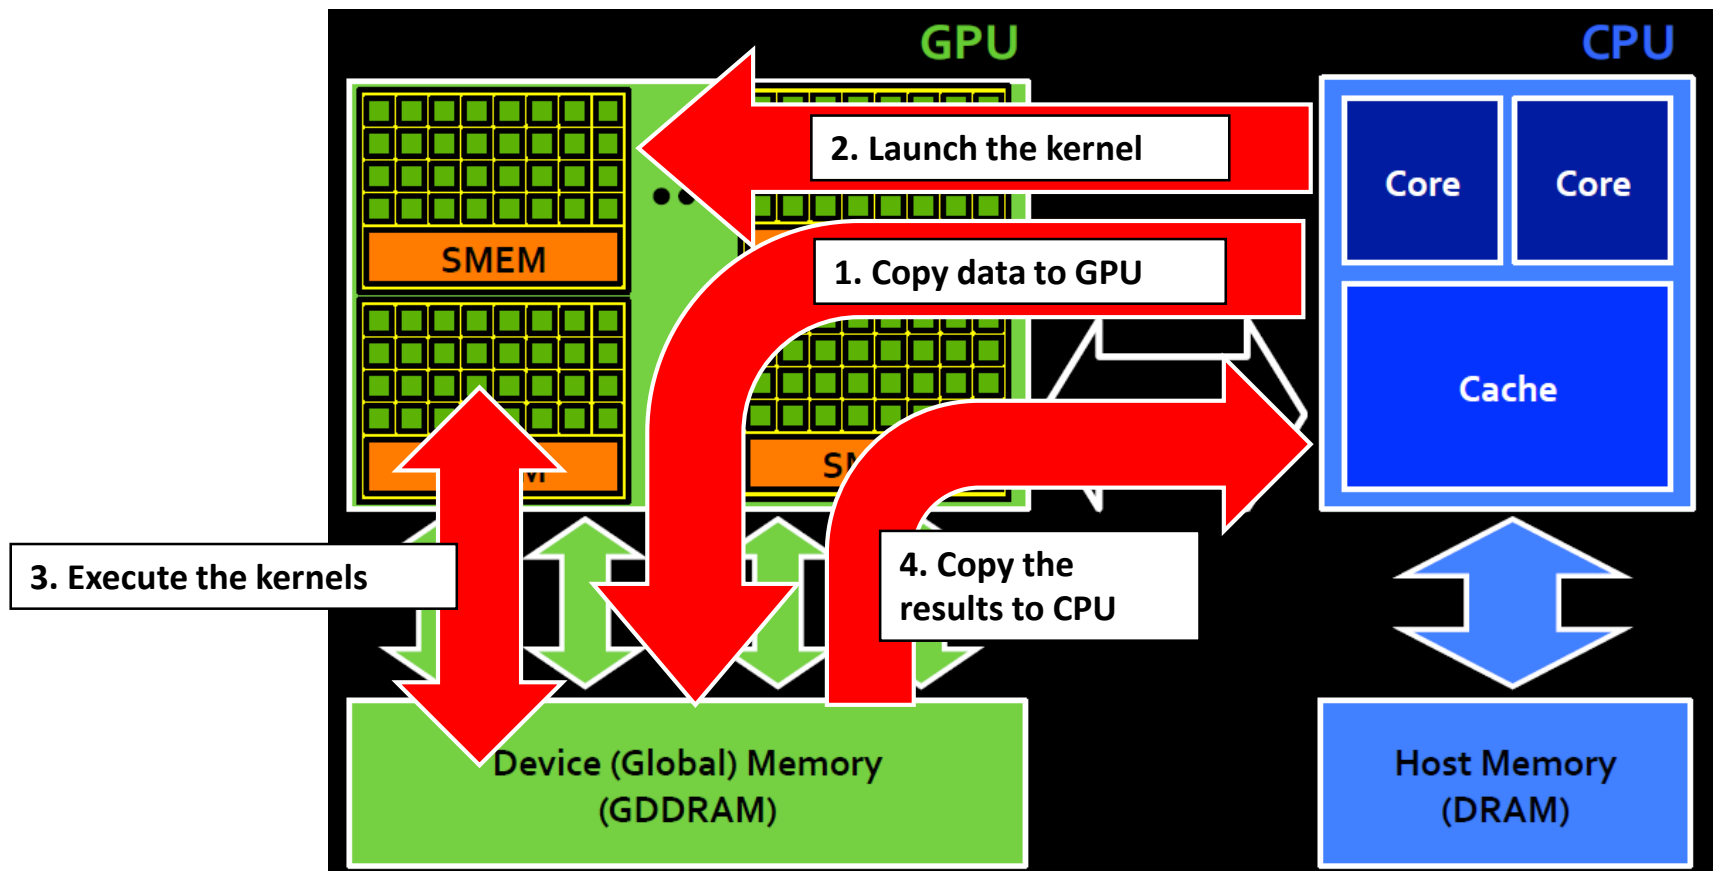 GPU
CPU
2. Launch the kernel
Core
Core
SMEM
1. Copy data to GPU
Cache
3. Execute the kernels
4. Copy the
results to CPU
Device (Global) Memory
(GDDRAM)
Host Memory
(DRAM)